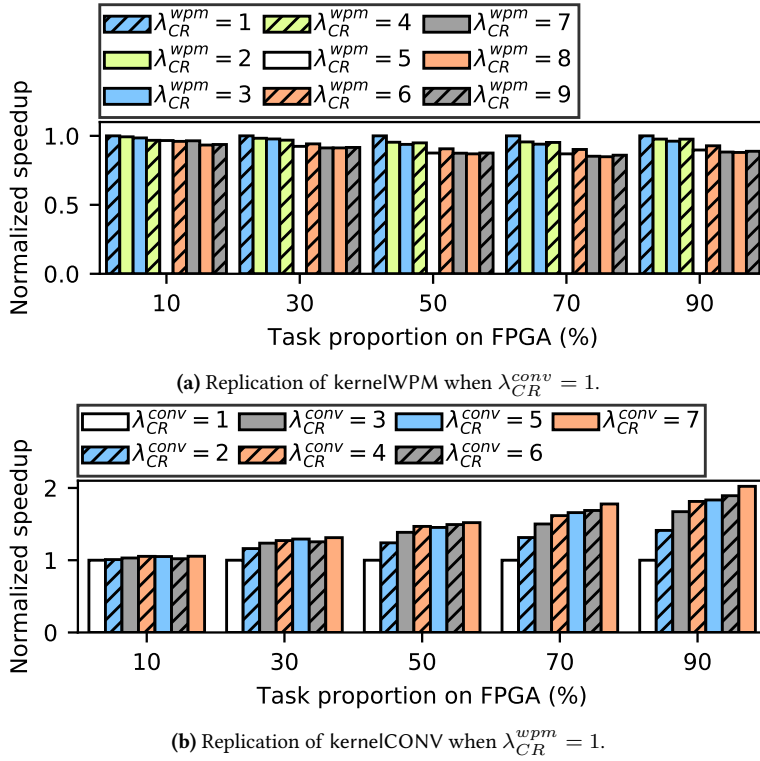 λ_CR^wpm = 1 λ_CR^wpm = 4 λ_CR^wpm = 7
λ_CR^wpm = 2 λ_CR^wpm = 5 λ_CR^wpm = 8
λ_CR^wpm = 3 λ_CR^wpm = 6 λ_CR^wpm = 9
Normalized speedup
1.0
0.5
0.0
10 30 50 70 90
Task proportion on FPGA (%)
(a) Replication of kernelWPM when λ_CR^conv = 1.
λ_CR^conv = 1 λ_CR^conv = 3 λ_CR^conv = 5 λ_CR^conv = 7
λ_CR^conv = 2 λ_CR^conv = 4 λ_CR^conv = 6
Normalized speedup
2
1
0
10 30 50 70 90
Task proportion on FPGA (%)
(b) Replication of kernelCONV when λ_CR^wpm = 1.